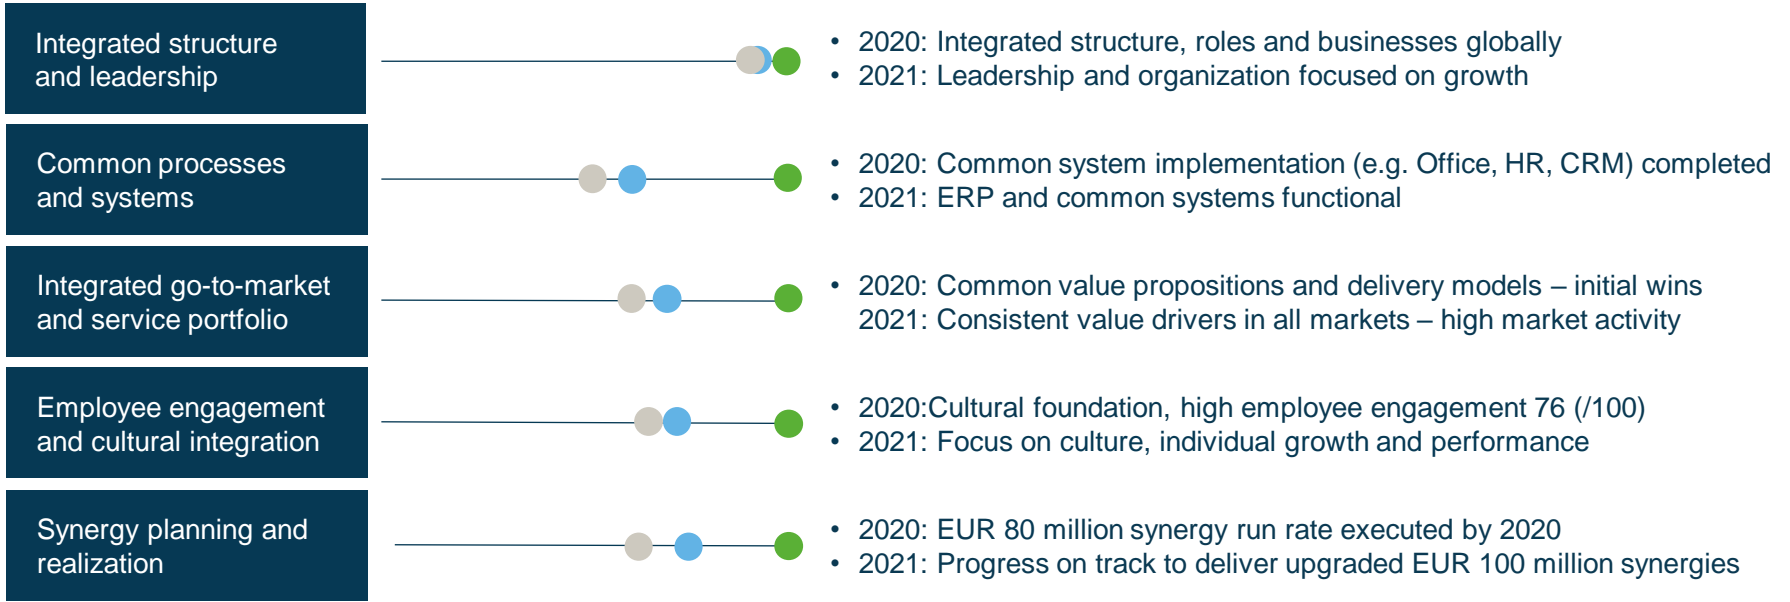 Integrated structure
and leadership
• 2020: Integrated structure, roles and businesses globally
• 2021: Leadership and organization focused on growth
Common processes
and systems
• 2020: Common system implementation (e.g. Office, HR, CRM) completed
• 2021: ERP and common systems functional
Integrated go-to-market
and service portfolio
• 2020: Common value propositions and delivery models – initial wins
2021: Consistent value drivers in all markets – high market activity
Employee engagement
and cultural integration
• 2020:Cultural foundation, high employee engagement 76 (/100)
• 2021: Focus on culture, individual growth and performance
Synergy planning and
realization
• 2020: EUR 80 million synergy run rate executed by 2020
• 2021: Progress on track to deliver upgraded EUR 100 million synergies